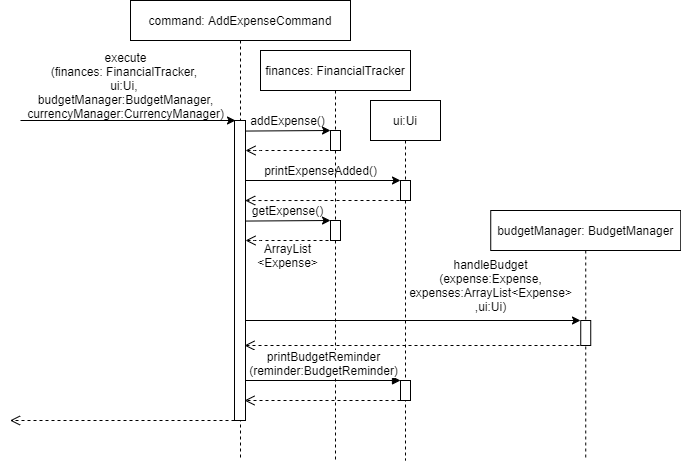 command: AddExpenseCommand
execute
(finances: FinancialTracker,
ui:Ui,
budgetManager:BudgetManager,
currencyManager:CurrencyManager)
finances: FinancialTracker
ui:Ui
addExpense()
printExpenseAdded()
getExpense()
ArrayList
<Expense>
budgetManager: BudgetManager
handleBudget
(expense:Expense,
expenses:ArrayList<Expense>
,ui:Ui)
printBudgetReminder
(reminder:BudgetReminder)